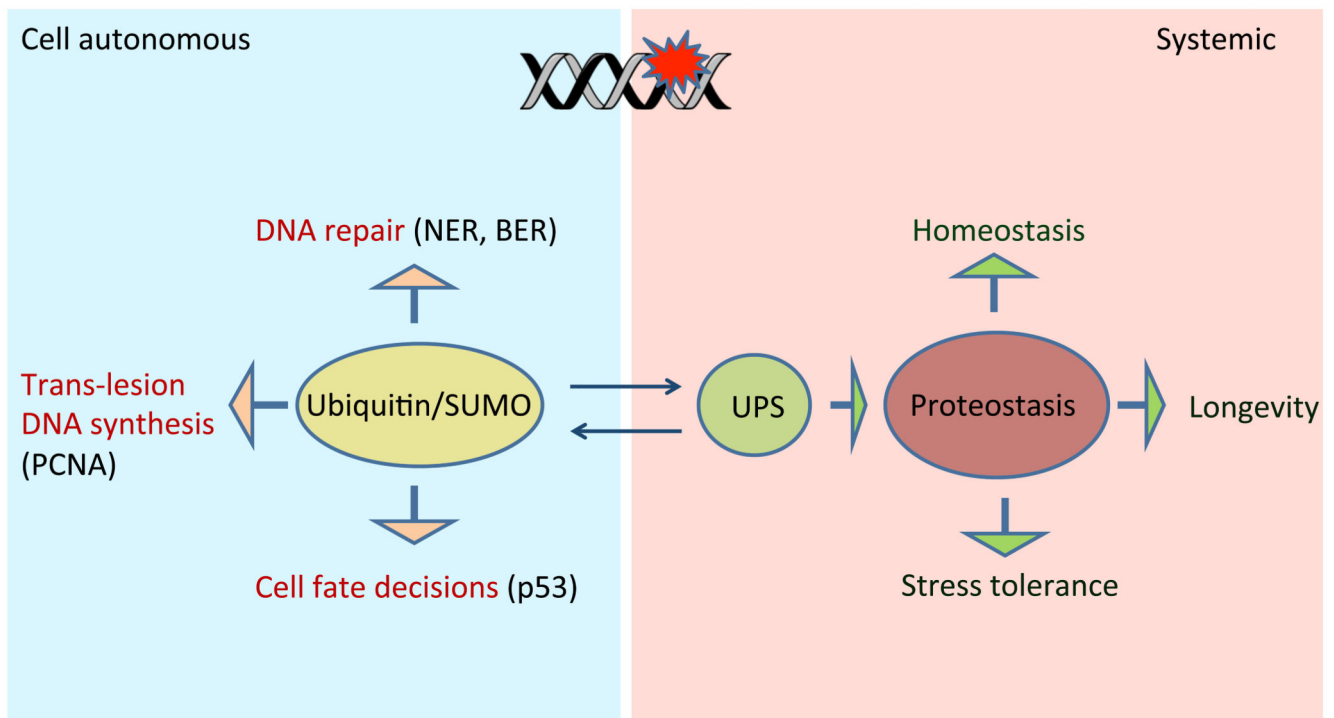 Cell autonomous
Systemic
DNA repair (NER, BER)
Homeostasis
Trans-lesion
DNA synthesis
(PCNA)
Ubiquitin/SUMO
UPS
Proteostasis
Longevity
Cell fate decisions (p53)
Stress tolerance